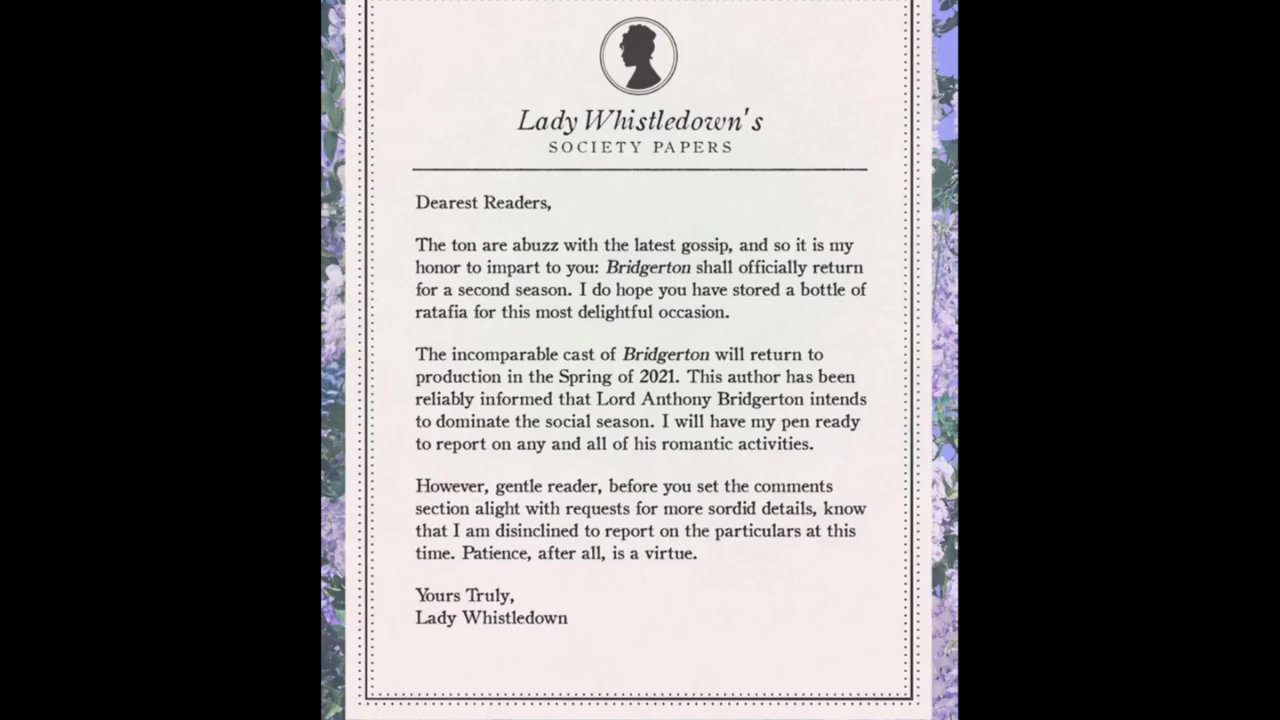 Lady Whistledown's
SOCIETY PAPERS
Dearest Readers,
The ton are abuzz with the latest gossip, and so it is my
honor to impart to you: Bridgerton shall officially return
for a second season. I do hope you have stored a bottle of
ratafia for this most delightful occasion.
The incomparable cast of Bridgerton will return to
production in the Spring of 2021. This author has been
reliably informed that Lord Anthony Bridgerton intends
to dominate the social season. I will have my pen ready
to report on any and all of his romantic activities.
However, gentle reader, before you set the comments
section alight with requests for more sordid details, know
that I am disinclined to report on the particulars at this
time. Patience, after all, is a virtue.
Yours Truly,
Lady Whistledown